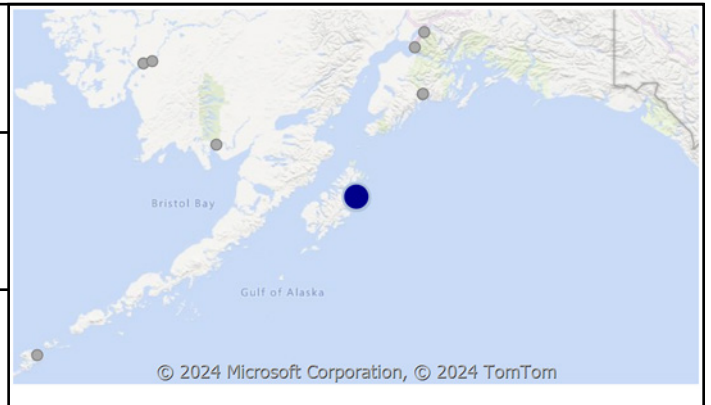 Bristol Bay
Gulf of Alaska
© 2024 Microsoft Corporation, © 2024 TomTom